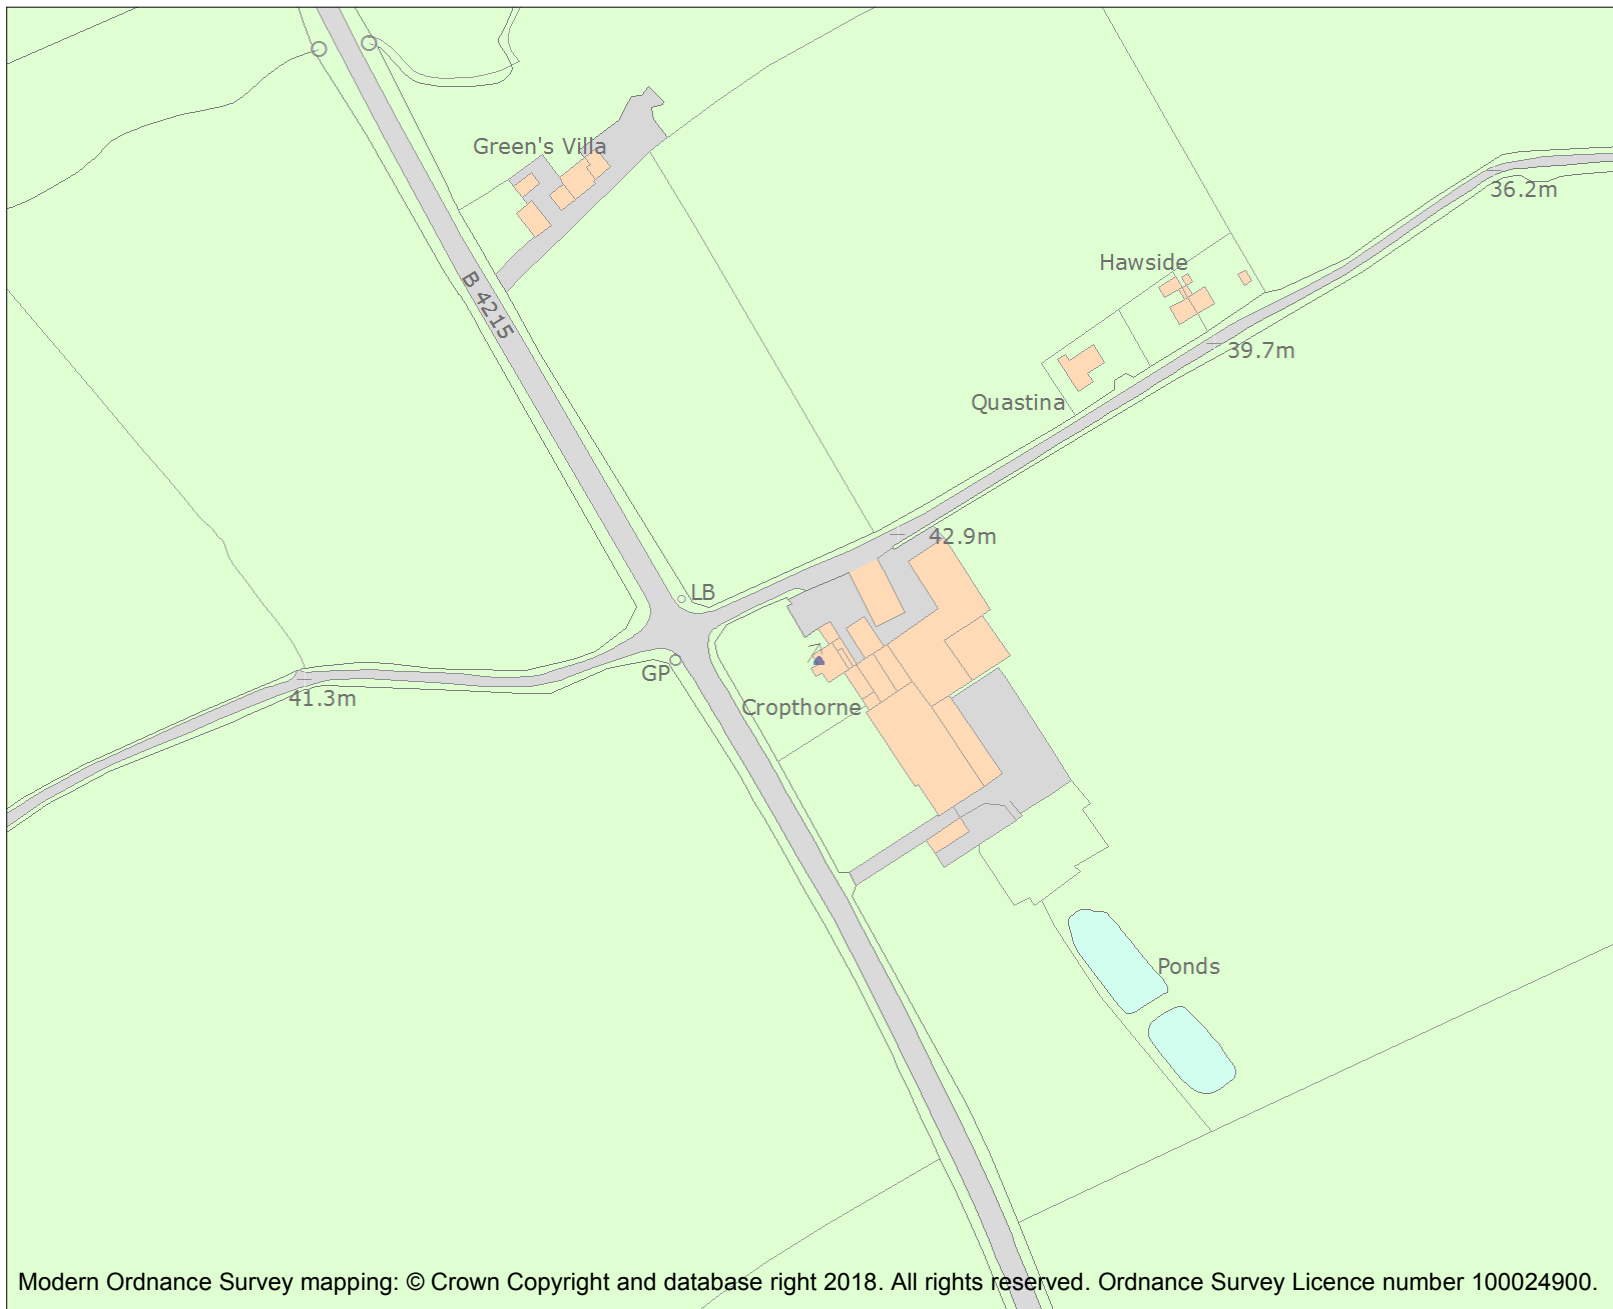 Green's Villa
36.2m
Hawside
B 4215
39.7m
Quastina
42.9m
LB
GP
41.3m
Cropthorne
Ponds
Modern Ordnance Survey mapping: © Crown Copyright and database right 2018. All rights reserved. Ordnance Survey Licence number 100024900.